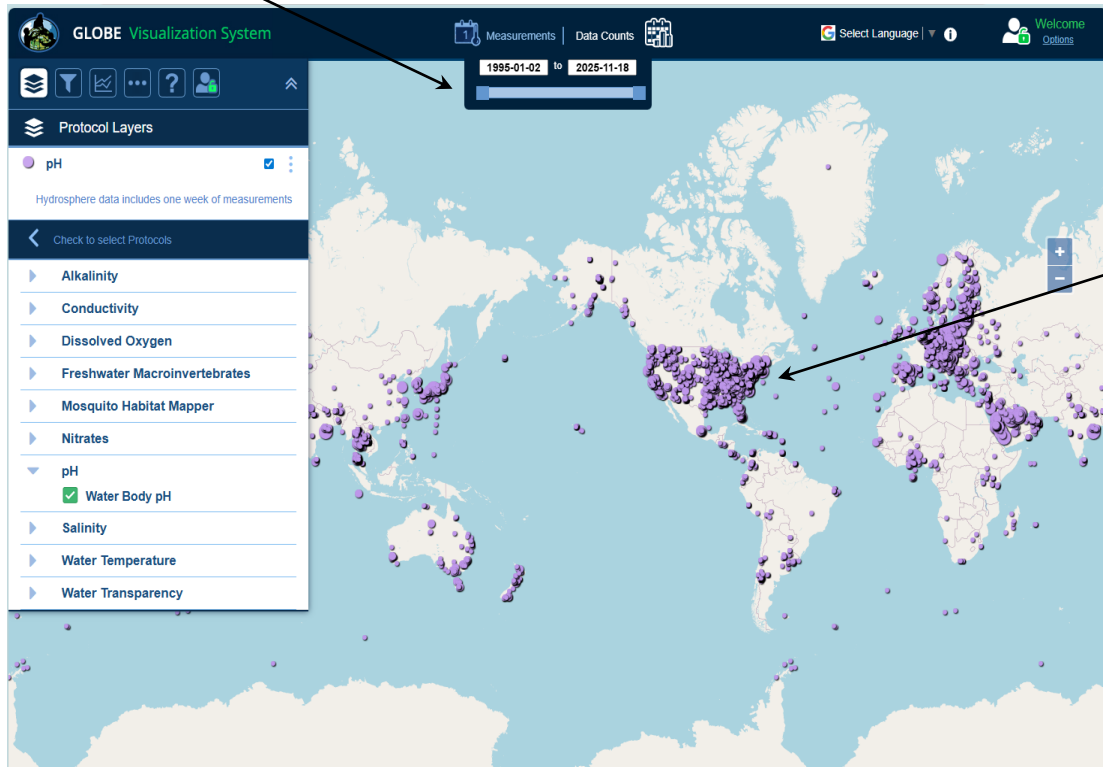 GLOBE Visualization System
1 Measurements | Data Counts
G Select Language | ▼ i
Welcome
Options
1995-01-02 to 2025-11-18
?
Protocol Layers
pH
Hydrosphere data includes one week of measurements
Check to select Protocols
Alkalinity
Conductivity
Dissolved Oxygen
Freshwater Macroinvertebrates
Mosquito Habitat Mapper
Nitrates
pH
Water Body pH
Salinity
Water Temperature
Water Transparency
+
−